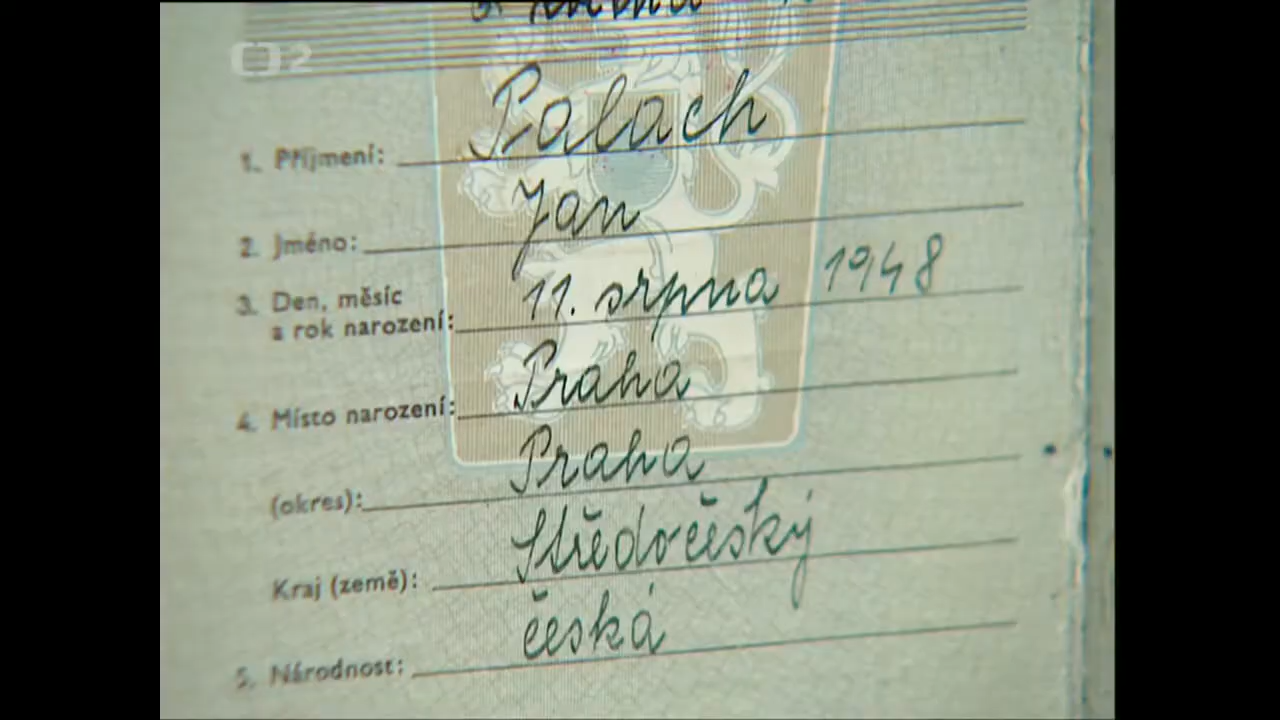 2
Palach
1. Příjmení:
Jan
2. Jméno:
11. srpna 1948
3. Den, měsíc
a rok narození:
Praha
4. Místo narození:
Praha
(okres):
Středočeský
Kraj (země):
česká
5. Národnost: